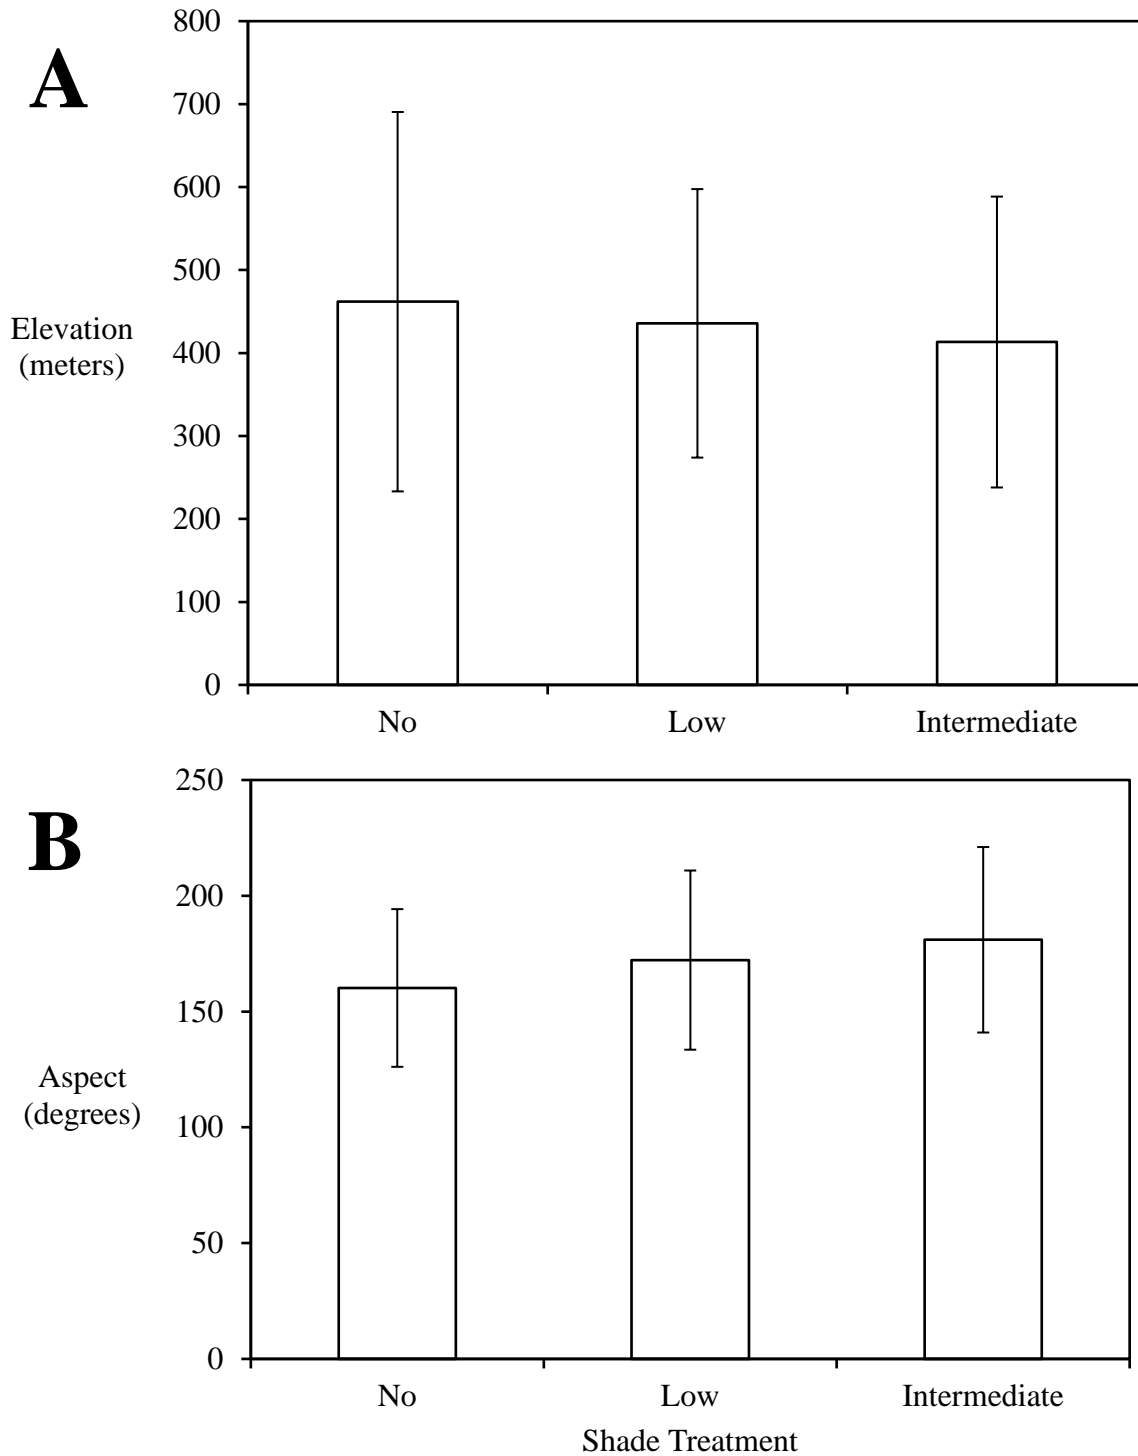 A
800
700
600
500
400
300
200
100
0
Elevation
(meters)
No Low Intermediate
B
250
200
150
100
50
0
Aspect
(degrees)
No Low Intermediate
Shade Treatment